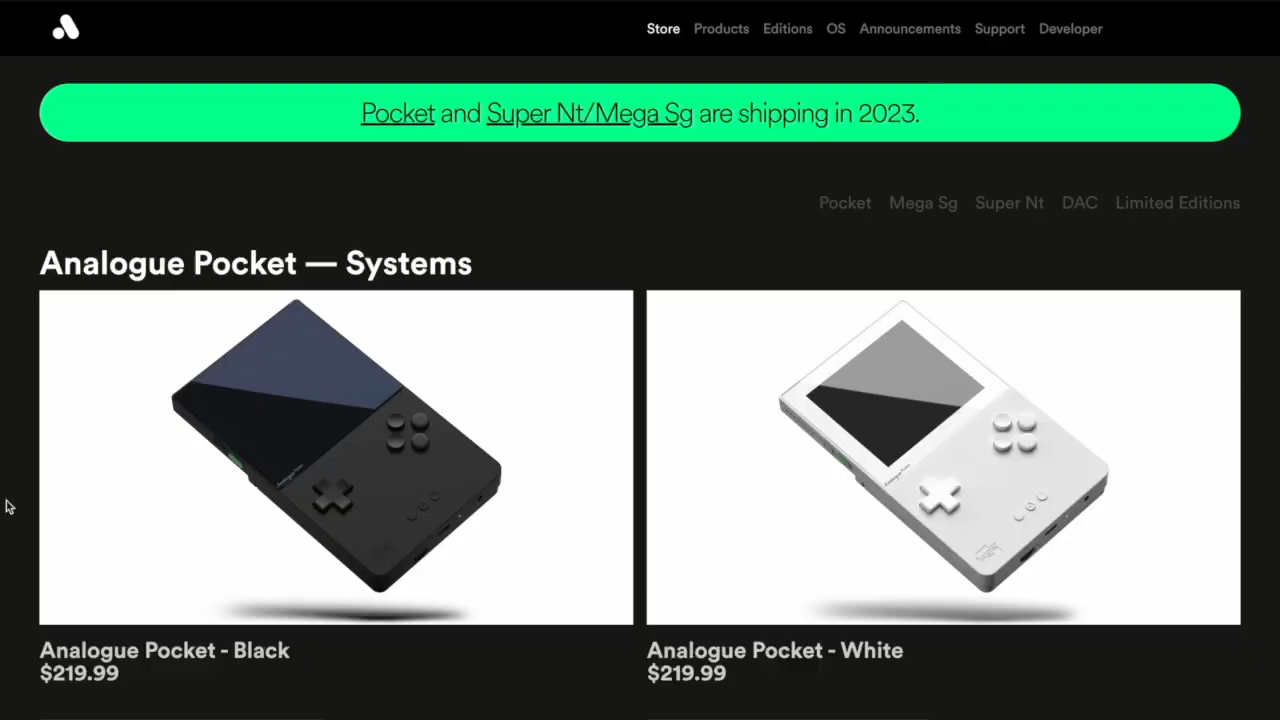 Store Products Editions OS Announcements Support Developer
Pocket and Super Nt/Mega Sg are shipping in 2023.
Pocket Mega Sg Super Nt DAC Limited Editions
Analogue Pocket — Systems
Analogue Pocket - Black
$219.99
Analogue Pocket - White
$219.99